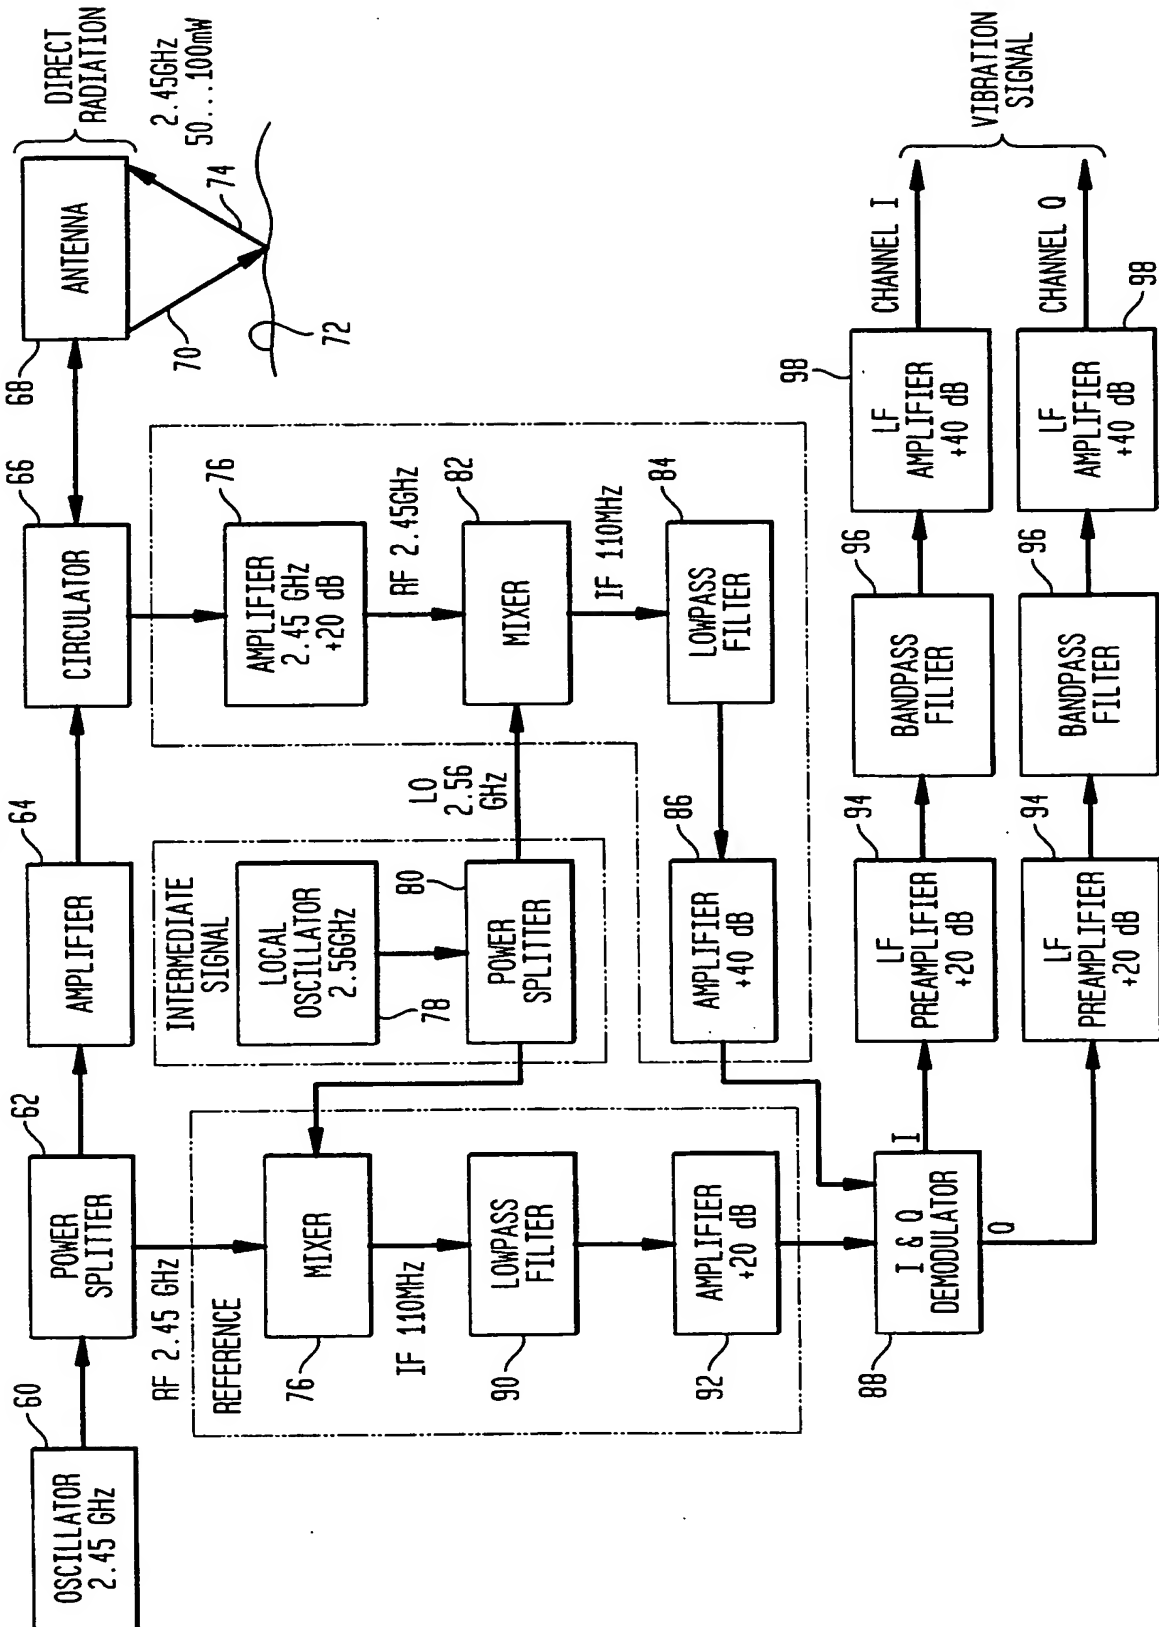 60
OSCILLATOR
2.45 GHz
62
POWER
SPLITTER
64
AMPLIFIER
66
CIRCULATOR
68
ANTENNA
DIRECT
RADIATION
2.45GHz
50...100mW
70
74
72
RF 2.45 GHz
REFERENCE
MIXER
76
IF 110MHz
LOWPASS
FILTER
90
AMPLIFIER
+20 dB
92
INTERMEDIATE
SIGNAL
LOCAL
OSCILLATOR
2.56GHz
78
80
POWER
SPLITTER
LO
2.56
GHz
76
AMPLIFIER
2.45 GHz
+20 dB
RF 2.45GHz
82
MIXER
IF 110MHz
84
LOWPASS
FILTER
86
AMPLIFIER
+40 dB
88
I & Q
DEMODULATOR
I
Q
94
LF
PREAMPLIFIER
+20 dB
96
BANDPASS
FILTER
98
LF
AMPLIFIER
+40 dB
CHANNEL I
94
LF
PREAMPLIFIER
+20 dB
96
BANDPASS
FILTER
98
LF
AMPLIFIER
+40 dB
CHANNEL Q
VIBRATION
SIGNAL